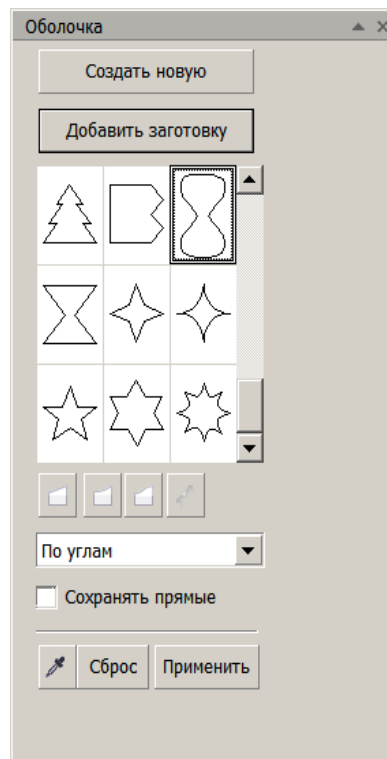 Оболочка
Создать новую
Добавить заготовку
По углам
Сохранять прямые
Сброс
Применить